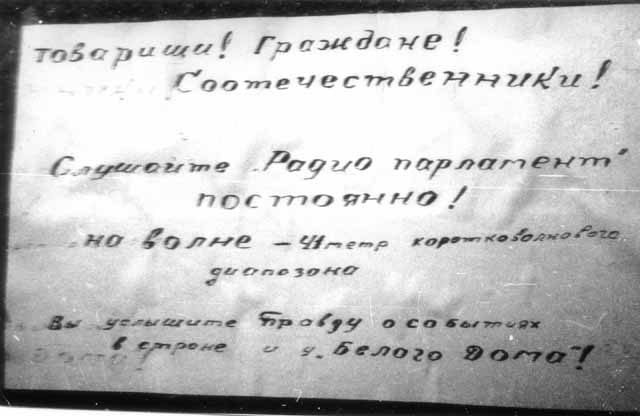 товарищи! Граждане!
Соотечественники!
Слушайте „Радио парламент"
постоянно!
на волне – 41 метр коротковолнового
диапозона
Вы услышите Правду о событиях
в стране и у „Белого Дома"!